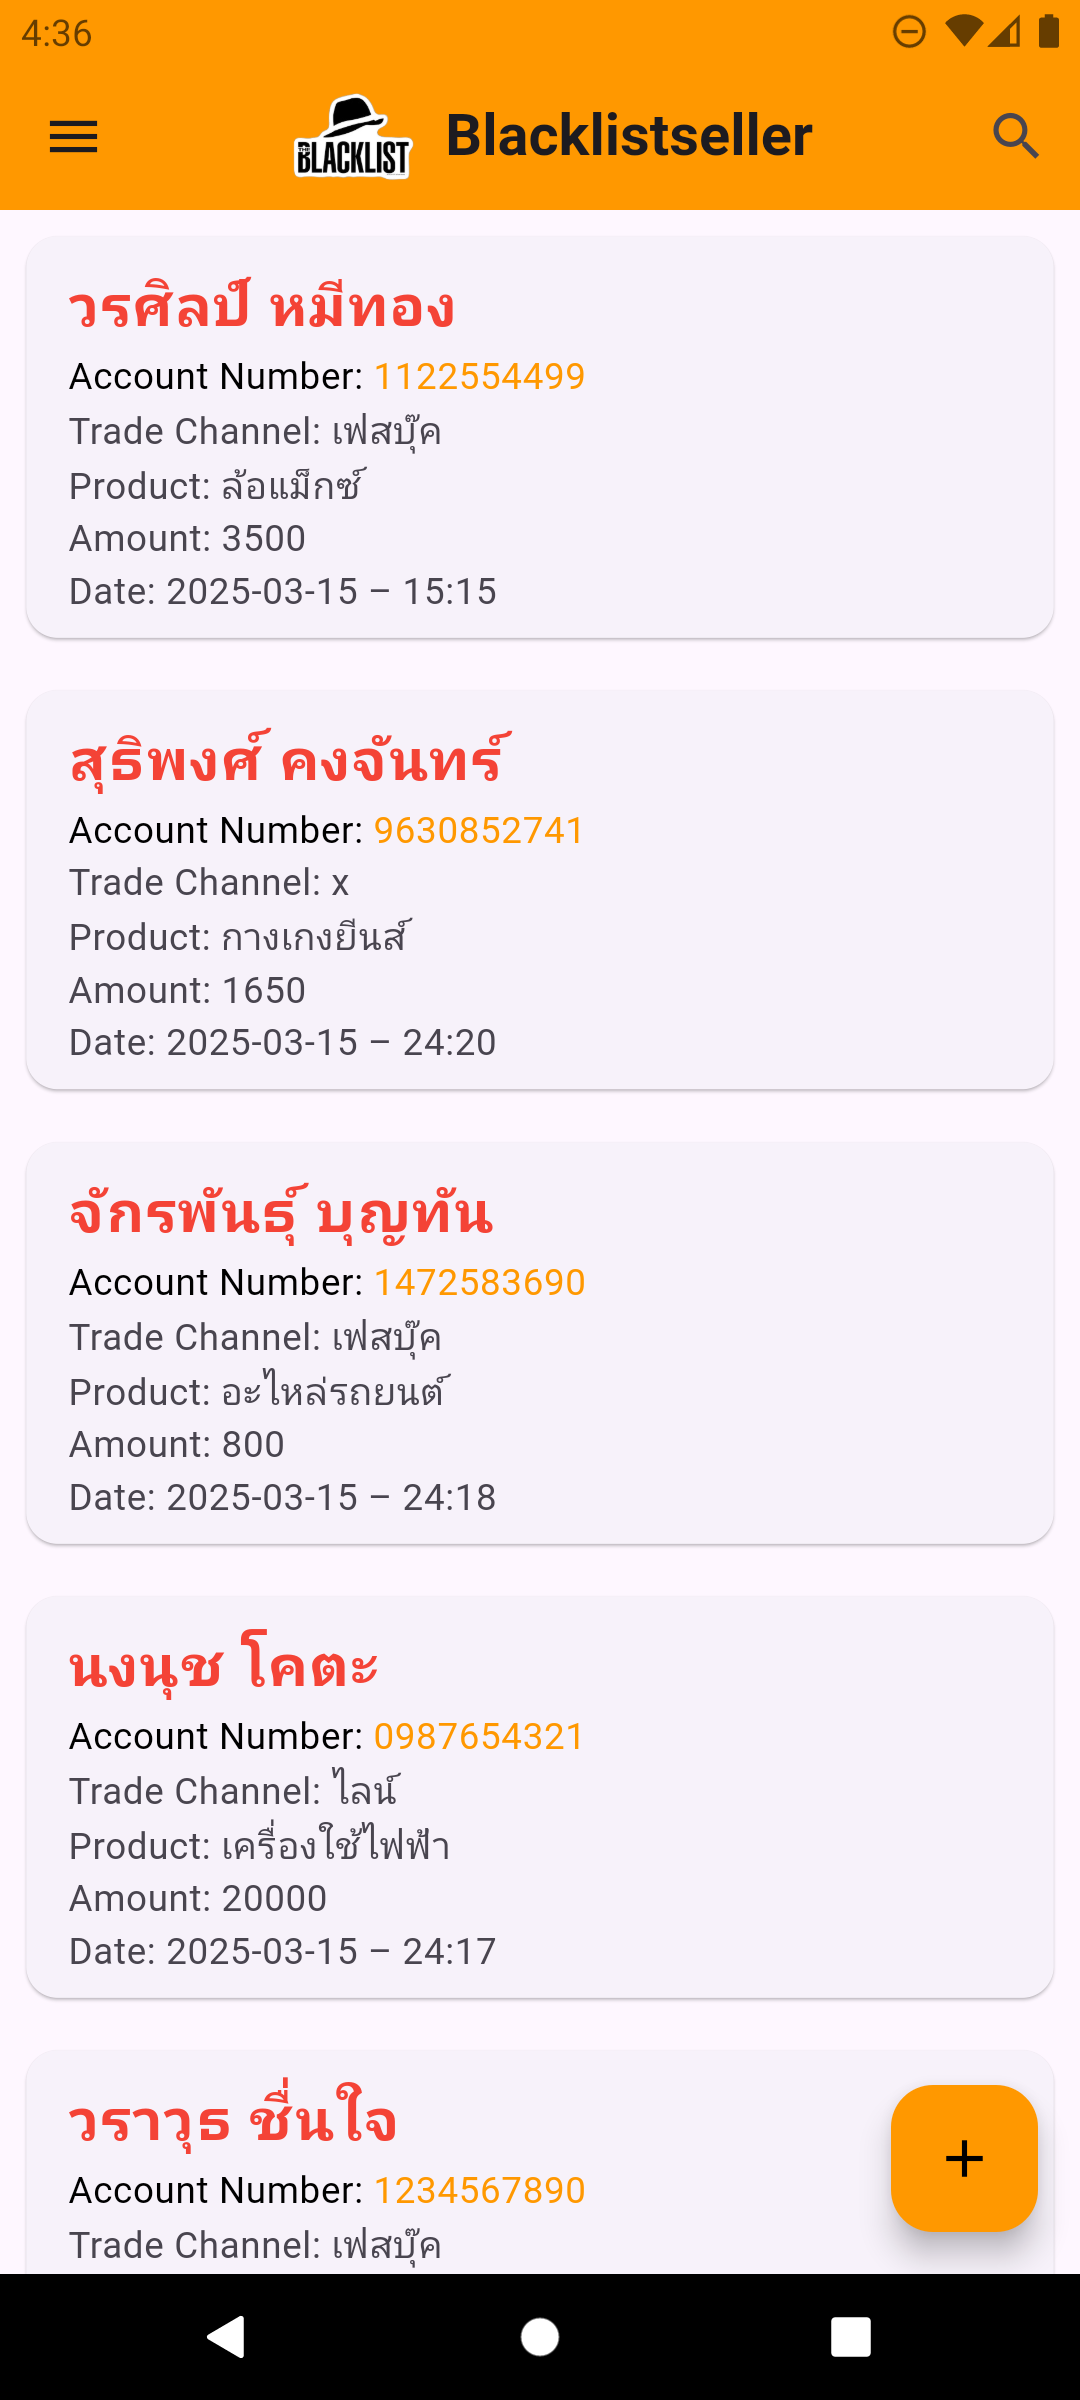 4:36
THE BLACKLIST
Blacklistseller
วรศิลป์ หมีทอง
Account Number: 1122554499
Trade Channel: เฟสบุ๊ค
Product: ล้อแม็กซ์
Amount: 3500
Date: 2025-03-15 – 15:15
สุธิพงศ์ คงจันทร์
Account Number: 9630852741
Trade Channel: x
Product: กางเกงยีนส์
Amount: 1650
Date: 2025-03-15 – 24:20
จักรพันธุ์ บุญทัน
Account Number: 1472583690
Trade Channel: เฟสบุ๊ค
Product: อะไหล่รถยนต์
Amount: 800
Date: 2025-03-15 – 24:18
นงนุช โคตะ
Account Number: 0987654321
Trade Channel: ไลน์
Product: เครื่องใช้ไฟฟ้า
Amount: 20000
Date: 2025-03-15 – 24:17
วราวุธ ชื่นใจ
Account Number: 1234567890
Trade Channel: เฟสบุ๊ค